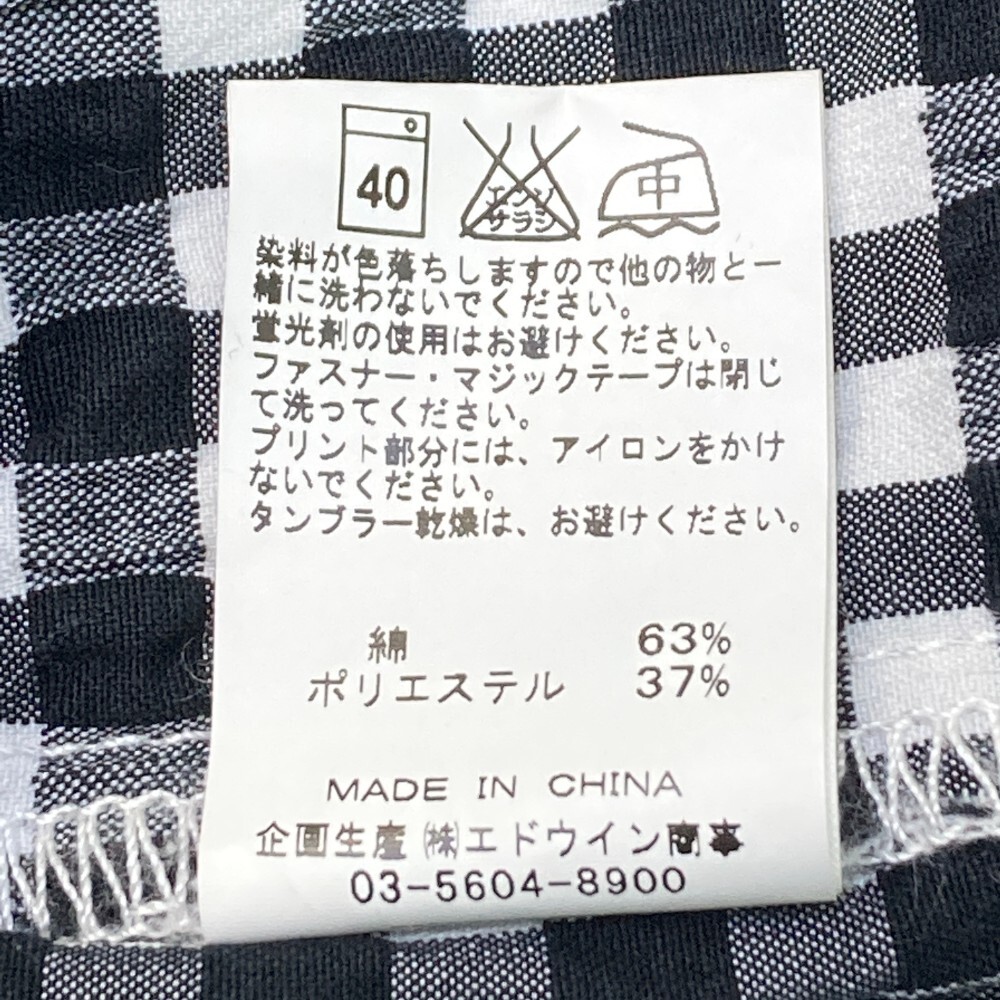 40
エンソ
サラシ
中
染料が色落ちしますので他の物と一
緒に洗わないでください。
蛍光剤の使用はお避けください。
ファスナー・マジックテープは閉じ
て洗ってください。
プリント部分には、アイロンをかけ
ないでください。
タンブラー乾燥は、お避けください。
綿 63%
ポリエステル 37%
MADE IN CHINA
企画生産 ㈱エドウイン商事
03-5604-8900